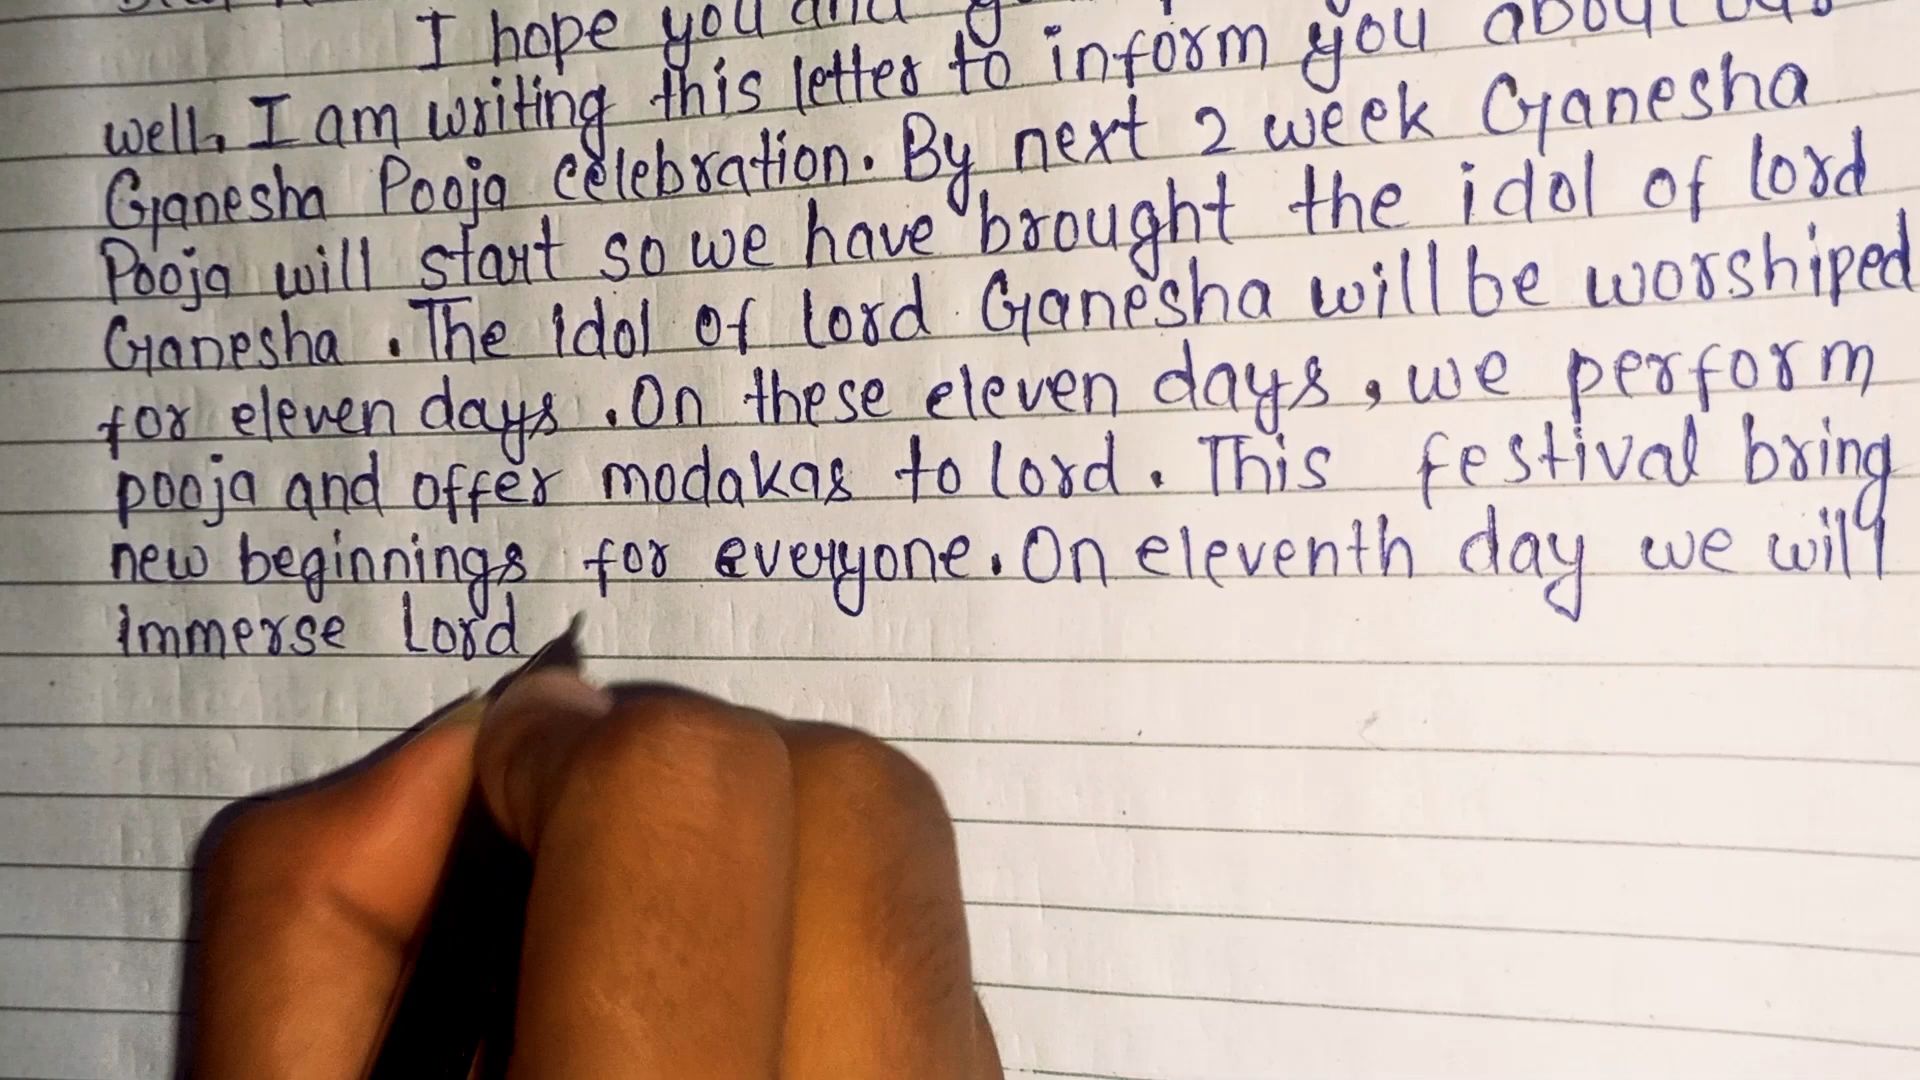 I hope you and
well, I am writing this letter to inform you about our
Ganesha Pooja celebration. By next 2 week Ganesha
Pooja will start so we have brought the idol of lord
Ganesha. The idol of lord Ganesha will be worshiped
for eleven days. On these eleven days, we perform
pooja and offer modakas to lord. This festival bring
new beginnings for everyone. On eleventh day we will
immerse Lord